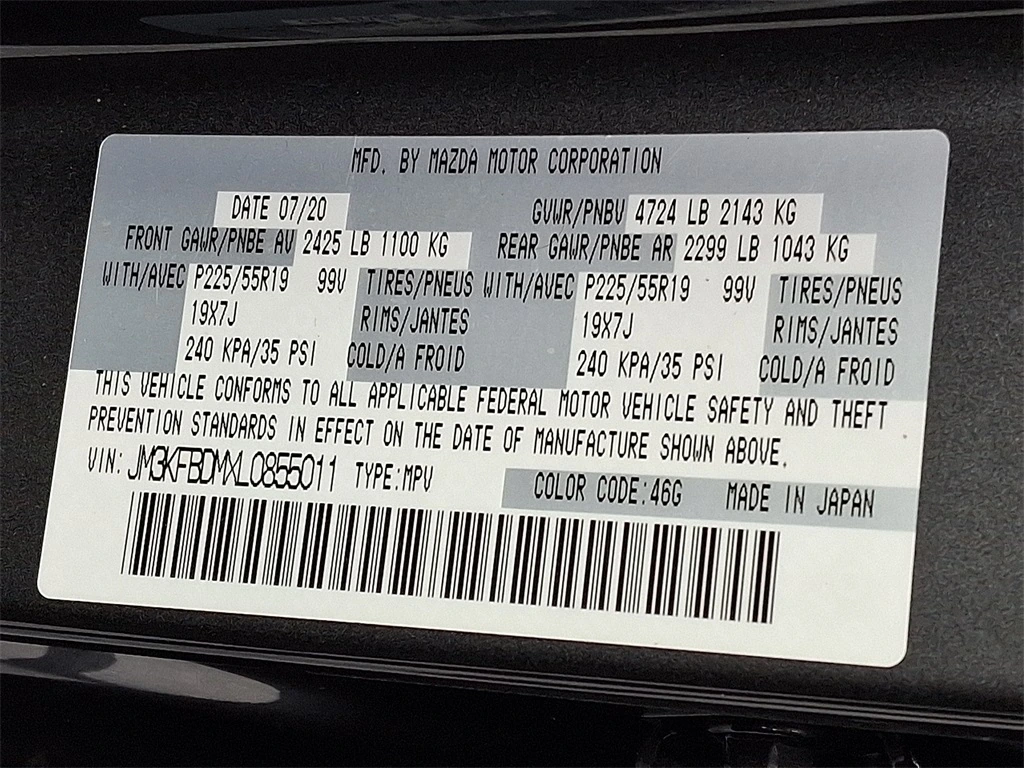 MFD. BY MAZDA MOTOR CORPORATION
DATE 07/20 GVWR/PNBV 4724 LB 2143 KG
FRONT GAWR/PNBE AV 2425 LB 1100 KG REAR GAWR/PNBE AR 2299 LB 1043 KG
WITH/AVEC P225/55R19 99V TIRES/PNEUS WITH/AVEC P225/55R19 99V TIRES/PNEUS
19X7J RIMS/JANTES 19X7J RIMS/JANTES
240 KPA/35 PSI COLD/A FROID 240 KPA/35 PSI COLD/A FROID
THIS VEHICLE CONFORMS TO ALL APPLICABLE FEDERAL MOTOR VEHICLE SAFETY AND THEFT
PREVENTION STANDARDS IN EFFECT ON THE DATE OF MANUFACTURE SHOWN ABOVE.
VIN: JM3KFBDMXL0855011 TYPE:MPV COLOR CODE:46G MADE IN JAPAN